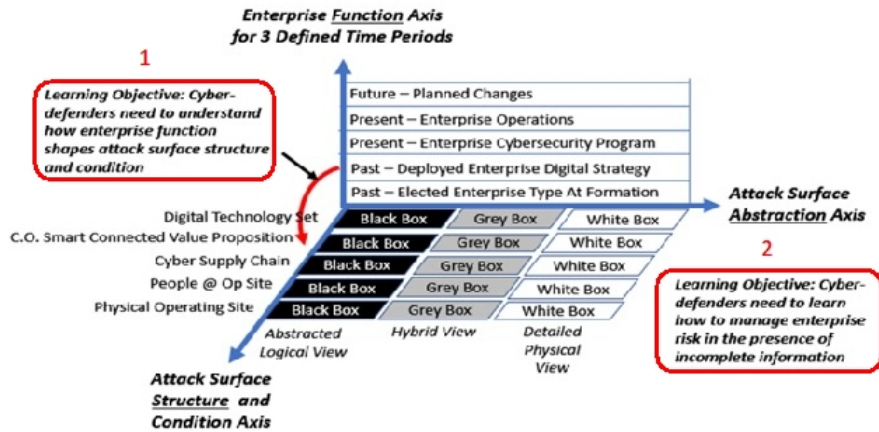 Enterprise Function Axis
for 3 Defined Time Periods
1
Learning Objective: Cyber-
defenders need to understand
how enterprise function
shapes attack surface structure
and condition
Future – Planned Changes
Present – Enterprise Operations
Present – Enterprise Cybersecurity Program
Past – Deployed Enterprise Digital Strategy
Past – Elected Enterprise Type At Formation
Attack Surface
Abstraction Axis
Digital Technology Set
Black Box
Grey Box
White Box
C.O. Smart Connected Value Proposition
Black Box
Grey Box
White Box
Cyber Supply Chain
Black Box
Grey Box
White Box
People @ Op Site
Black Box
Grey Box
White Box
Physical Operating Site
Black Box
Grey Box
White Box
Abstracted
Logical View
Hybrid View
Detailed
Physical
View
2
Learning Objective: Cyber-
defenders need to learn
how to manage enterprise
risk in the presence of
incomplete information
Attack Surface
Structure and
Condition Axis